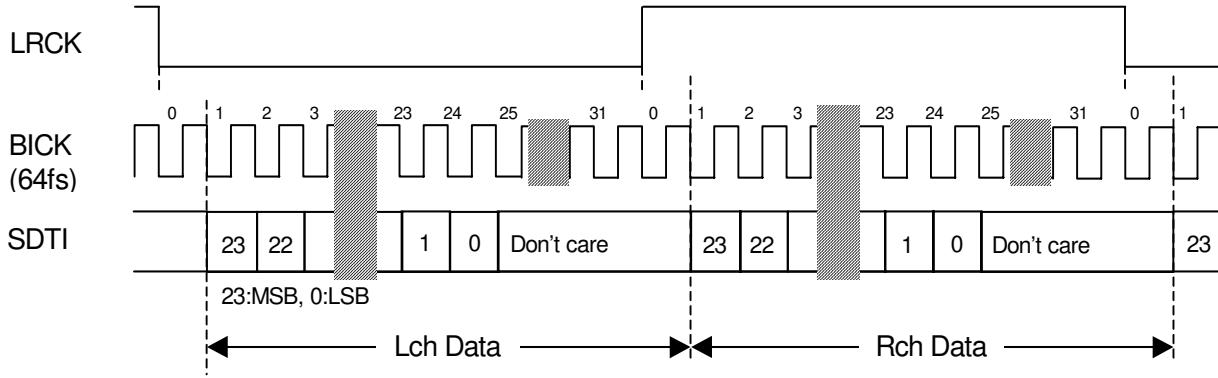 LRCK
0 1 2 3 23 24 25 31 0 1 2 3 23 24 25 31 0 1
BICK
(64fs)
SDTI 23 22 1 0 Don't care 23 22 1 0 Don't care 23
23:MSB, 0:LSB
Lch Data Rch Data